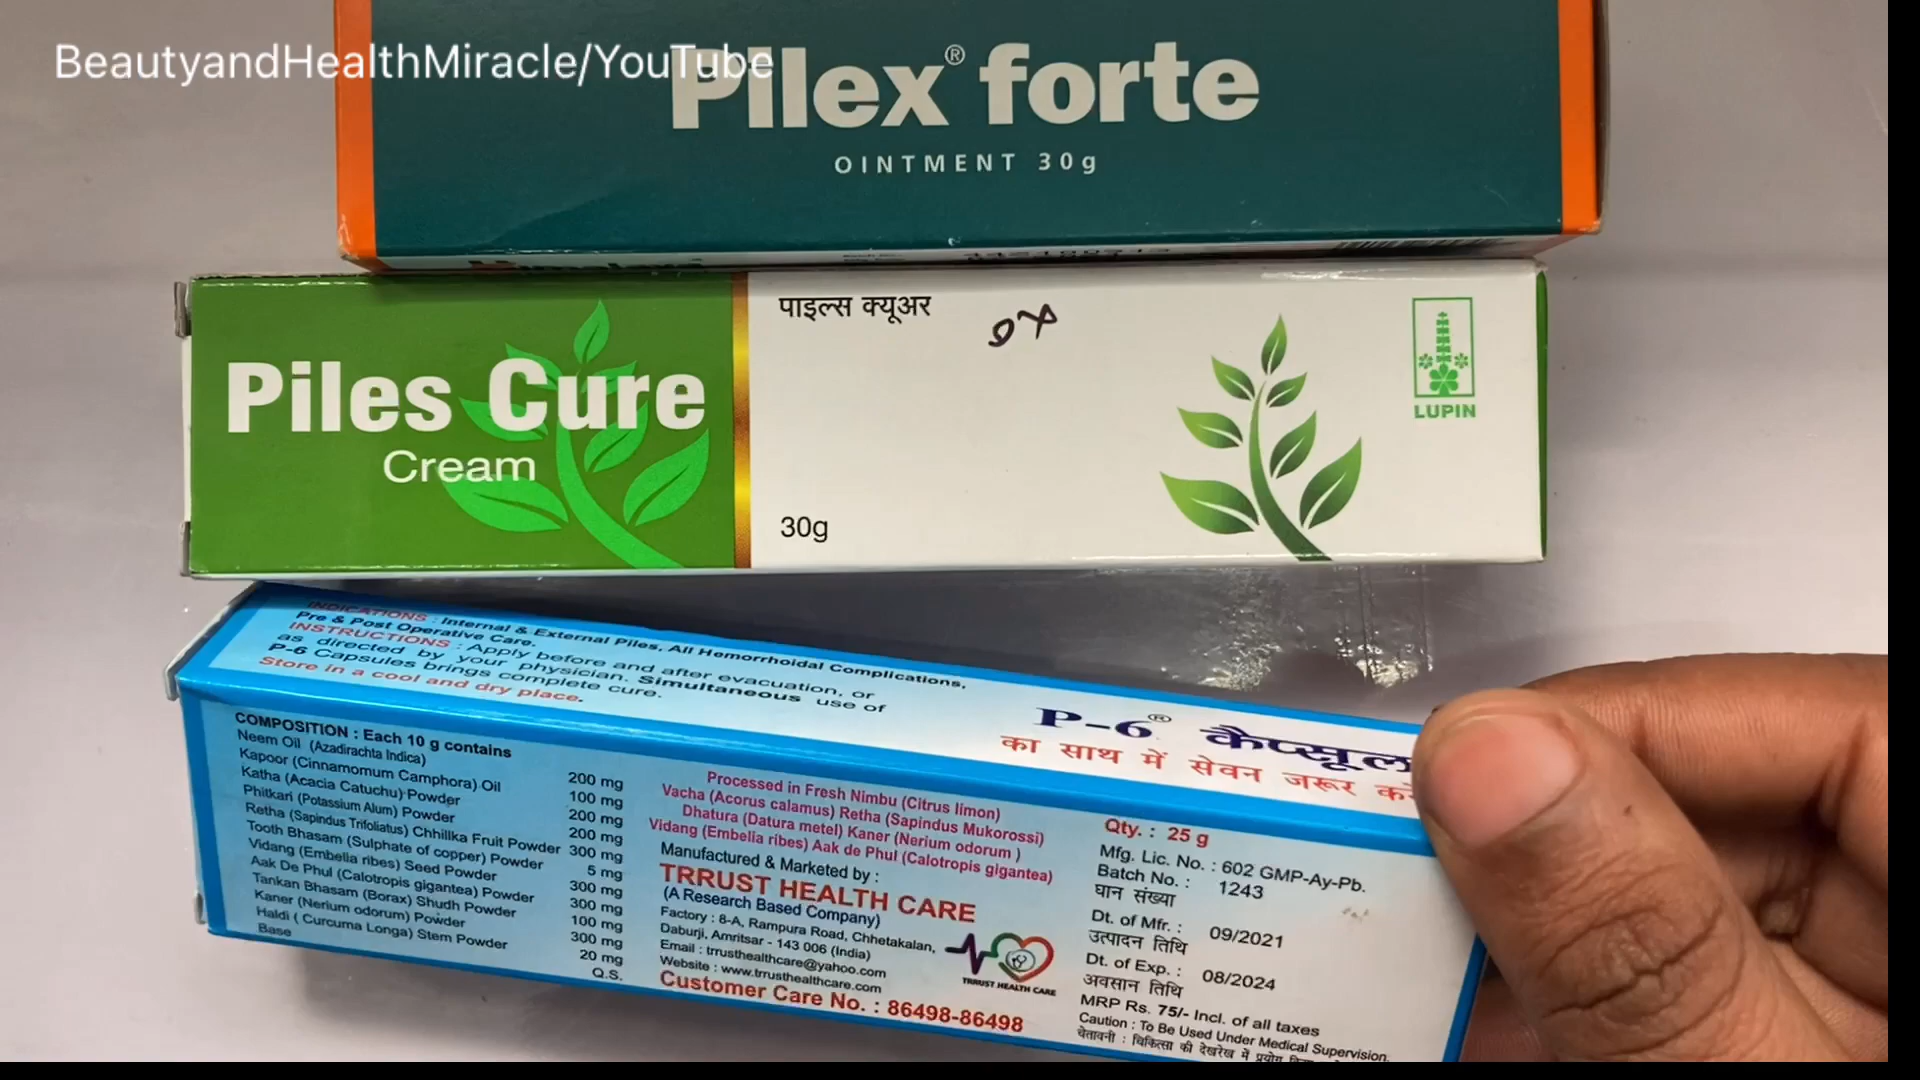 BeautyandHealthMiracle/YouTube
Pilex® forte
OINTMENT 30g
पाइल्स क्यूअर
Piles Cure
Cream
30g
LUPIN
INDICATIONS : Internal & External Piles, All Hemorrhoidal Complications,
Pre & Post Operative Care.
INSTRUCTIONS : Apply before and after evacuation, or
as directed by your physician. Simultaneous use of
P-6 Capsules brings complete cure.
Store in a cool and dry place.
P-6® कैप्सूल
का साथ में सेवन जरूर
COMPOSITION : Each 10 g contains
Neem Oil (Azadirachta Indica) 200 mg
Kapoor (Cinnamomum Camphora) Oil 100 mg
Katha (Acacia Catuchu) Powder 200 mg
Phitkari (Potassium Alum) Powder 200 mg
Retha (Sapindus Trifoliatus) Chhilka Fruit Powder 300 mg
Tooth Bhasam (Sulphate of copper) Powder 5 mg
Vidang (Embelia ribes) Seed Powder 300 mg
Aak De Phul (Calotropis gigantea) Powder 300 mg
Tankan Bhasam (Borax) Shudh Powder 100 mg
Kaner (Nerium odorum) Powder 300 mg
Haldi ( Curcuma Longa) Stem Powder 20 mg
Base Q.S.
Processed in Fresh Nimbu (Citrus limon)
Vacha (Acorus calamus) Retha (Sapindus Mukorossi)
Dhatura (Datura metel) Kaner (Nerium odorum )
Vidang (Embelia ribes) Aak de Phul (Calotropis gigantea)
Manufactured & Marketed by :
TRRUST HEALTH CARE
(A Research Based Company)
Factory : 8-A, Rampura Road, Chhetakalan,
Daburji, Amritsar - 143 006 (India)
Email : trrusthealthcare@yahoo.com
Website : www.trrusthealthcare.com
Customer Care No. : 86498-86498
TRRUST HEALTH CARE
Qty. : 25 g
Mfg. Lic. No. : 602 GMP-Ay-Pb.
Batch No. : 1243
घान संख्या
Dt. of Mfr. : 09/2021
उत्पादन तिथि
Dt. of Exp. : 08/2024
अवसान तिथि
MRP Rs. 75/- Incl. of all taxes
Caution : To Be Used Under Medical Supervision.
चेतावनी : चिकित्सा की देखरेख में प्रयोग